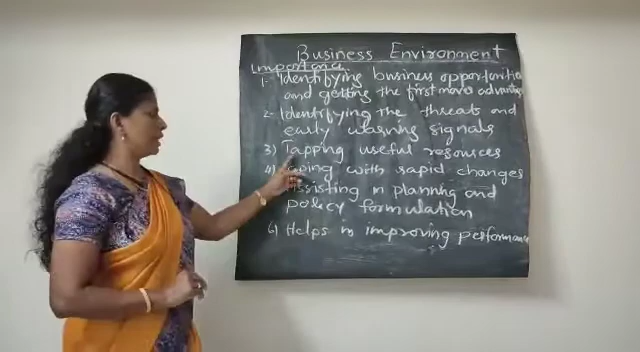 Business Environment
Importance
1- Identifying business opportunities
and getting the first mover advantage
2- Identifying the threats and
early warning signals
3) Tapping useful resources
4) with rapid changes
Assisting in planning and
policy formulation
6) Helps in improving performance